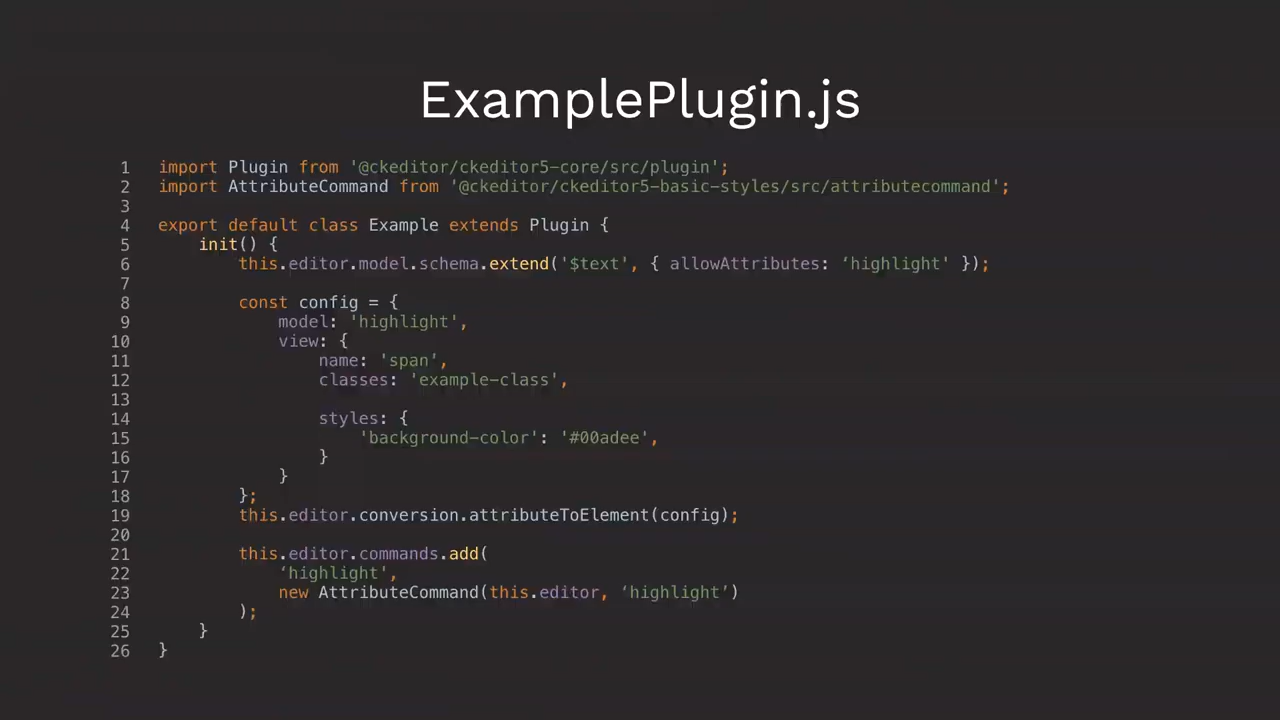 ExamplePlugin.js
1 import Plugin from '@ckeditor/ckeditor5-core/src/plugin';
2 import AttributeCommand from '@ckeditor/ckeditor5-basic-styles/src/attributecommand';
3
4 export default class Example extends Plugin {
5     init() {
6         this.editor.model.schema.extend('$text', { allowAttributes: ‘highlight' });
7
8         const config = {
9             model: 'highlight',
10             view: {
11                 name: 'span',
12                 classes: 'example-class',
13
14                 styles: {
15                     'background-color': '#00adee',
16                 }
17             }
18         };
19         this.editor.conversion.attributeToElement(config);
20
21         this.editor.commands.add(
22             ‘highlight',
23             new AttributeCommand(this.editor, ‘highlight’)
24         );
25     }
26 }